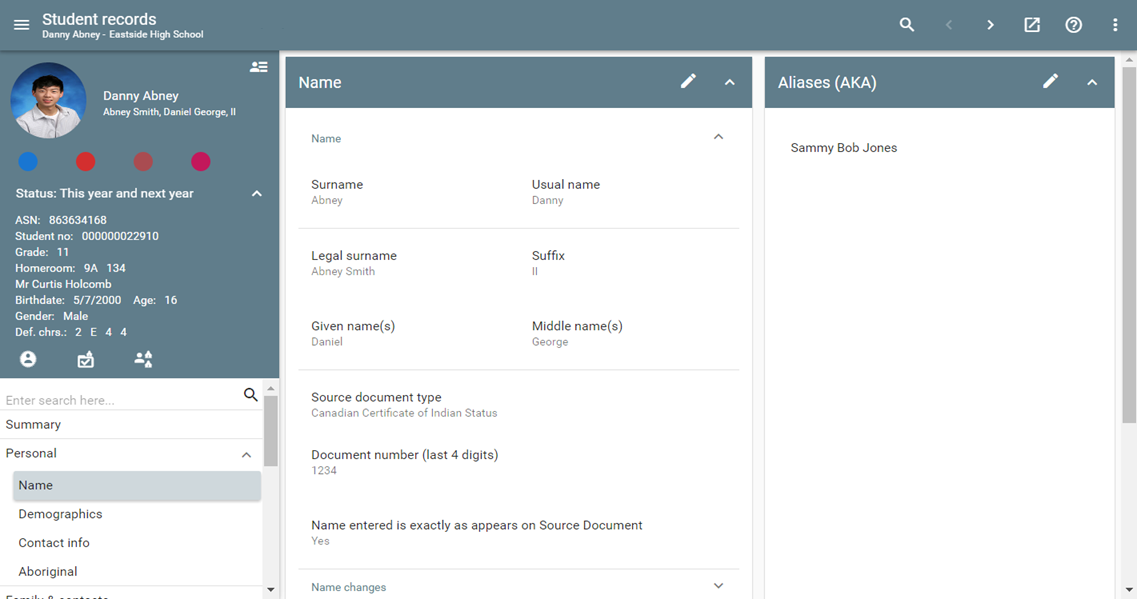 Student records
Danny Abney - Eastside High School
Danny Abney
Abney Smith, Daniel George, II
Status: This year and next year
ASN: 863634168
Student no: 000000022910
Grade: 11
Homeroom: 9A 134
Mr Curtis Holcomb
Birthdate: 5/7/2000 Age: 16
Gender: Male
Def. chrs.: 2 E 4 4
Enter search here...
Summary
Personal
Name
Demographics
Contact info
Aboriginal
Family & contacts
Name
Name
Surname Usual name
Abney Danny
Legal surname Suffix
Abney Smith II
Given name(s) Middle name(s)
Daniel George
Source document type
Canadian Certificate of Indian Status
Document number (last 4 digits)
1234
Name entered is exactly as appears on Source Document
Yes
Name changes
Aliases (AKA)
Sammy Bob Jones